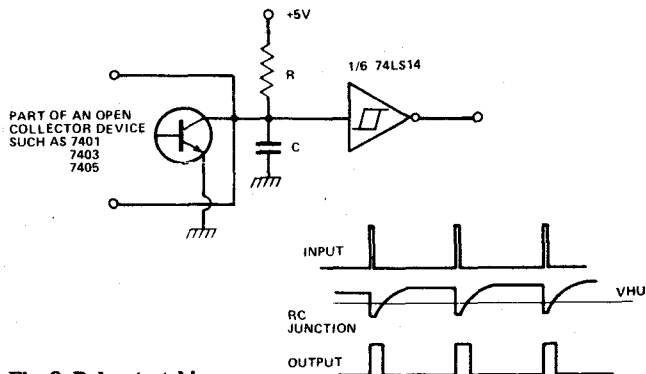 +5V
R
1/6 74LS14
PART OF AN OPEN
COLLECTOR DEVICE
SUCH AS 7401
7403
7405
C
INPUT
VHU
RC
JUNCTION
OUTPUT